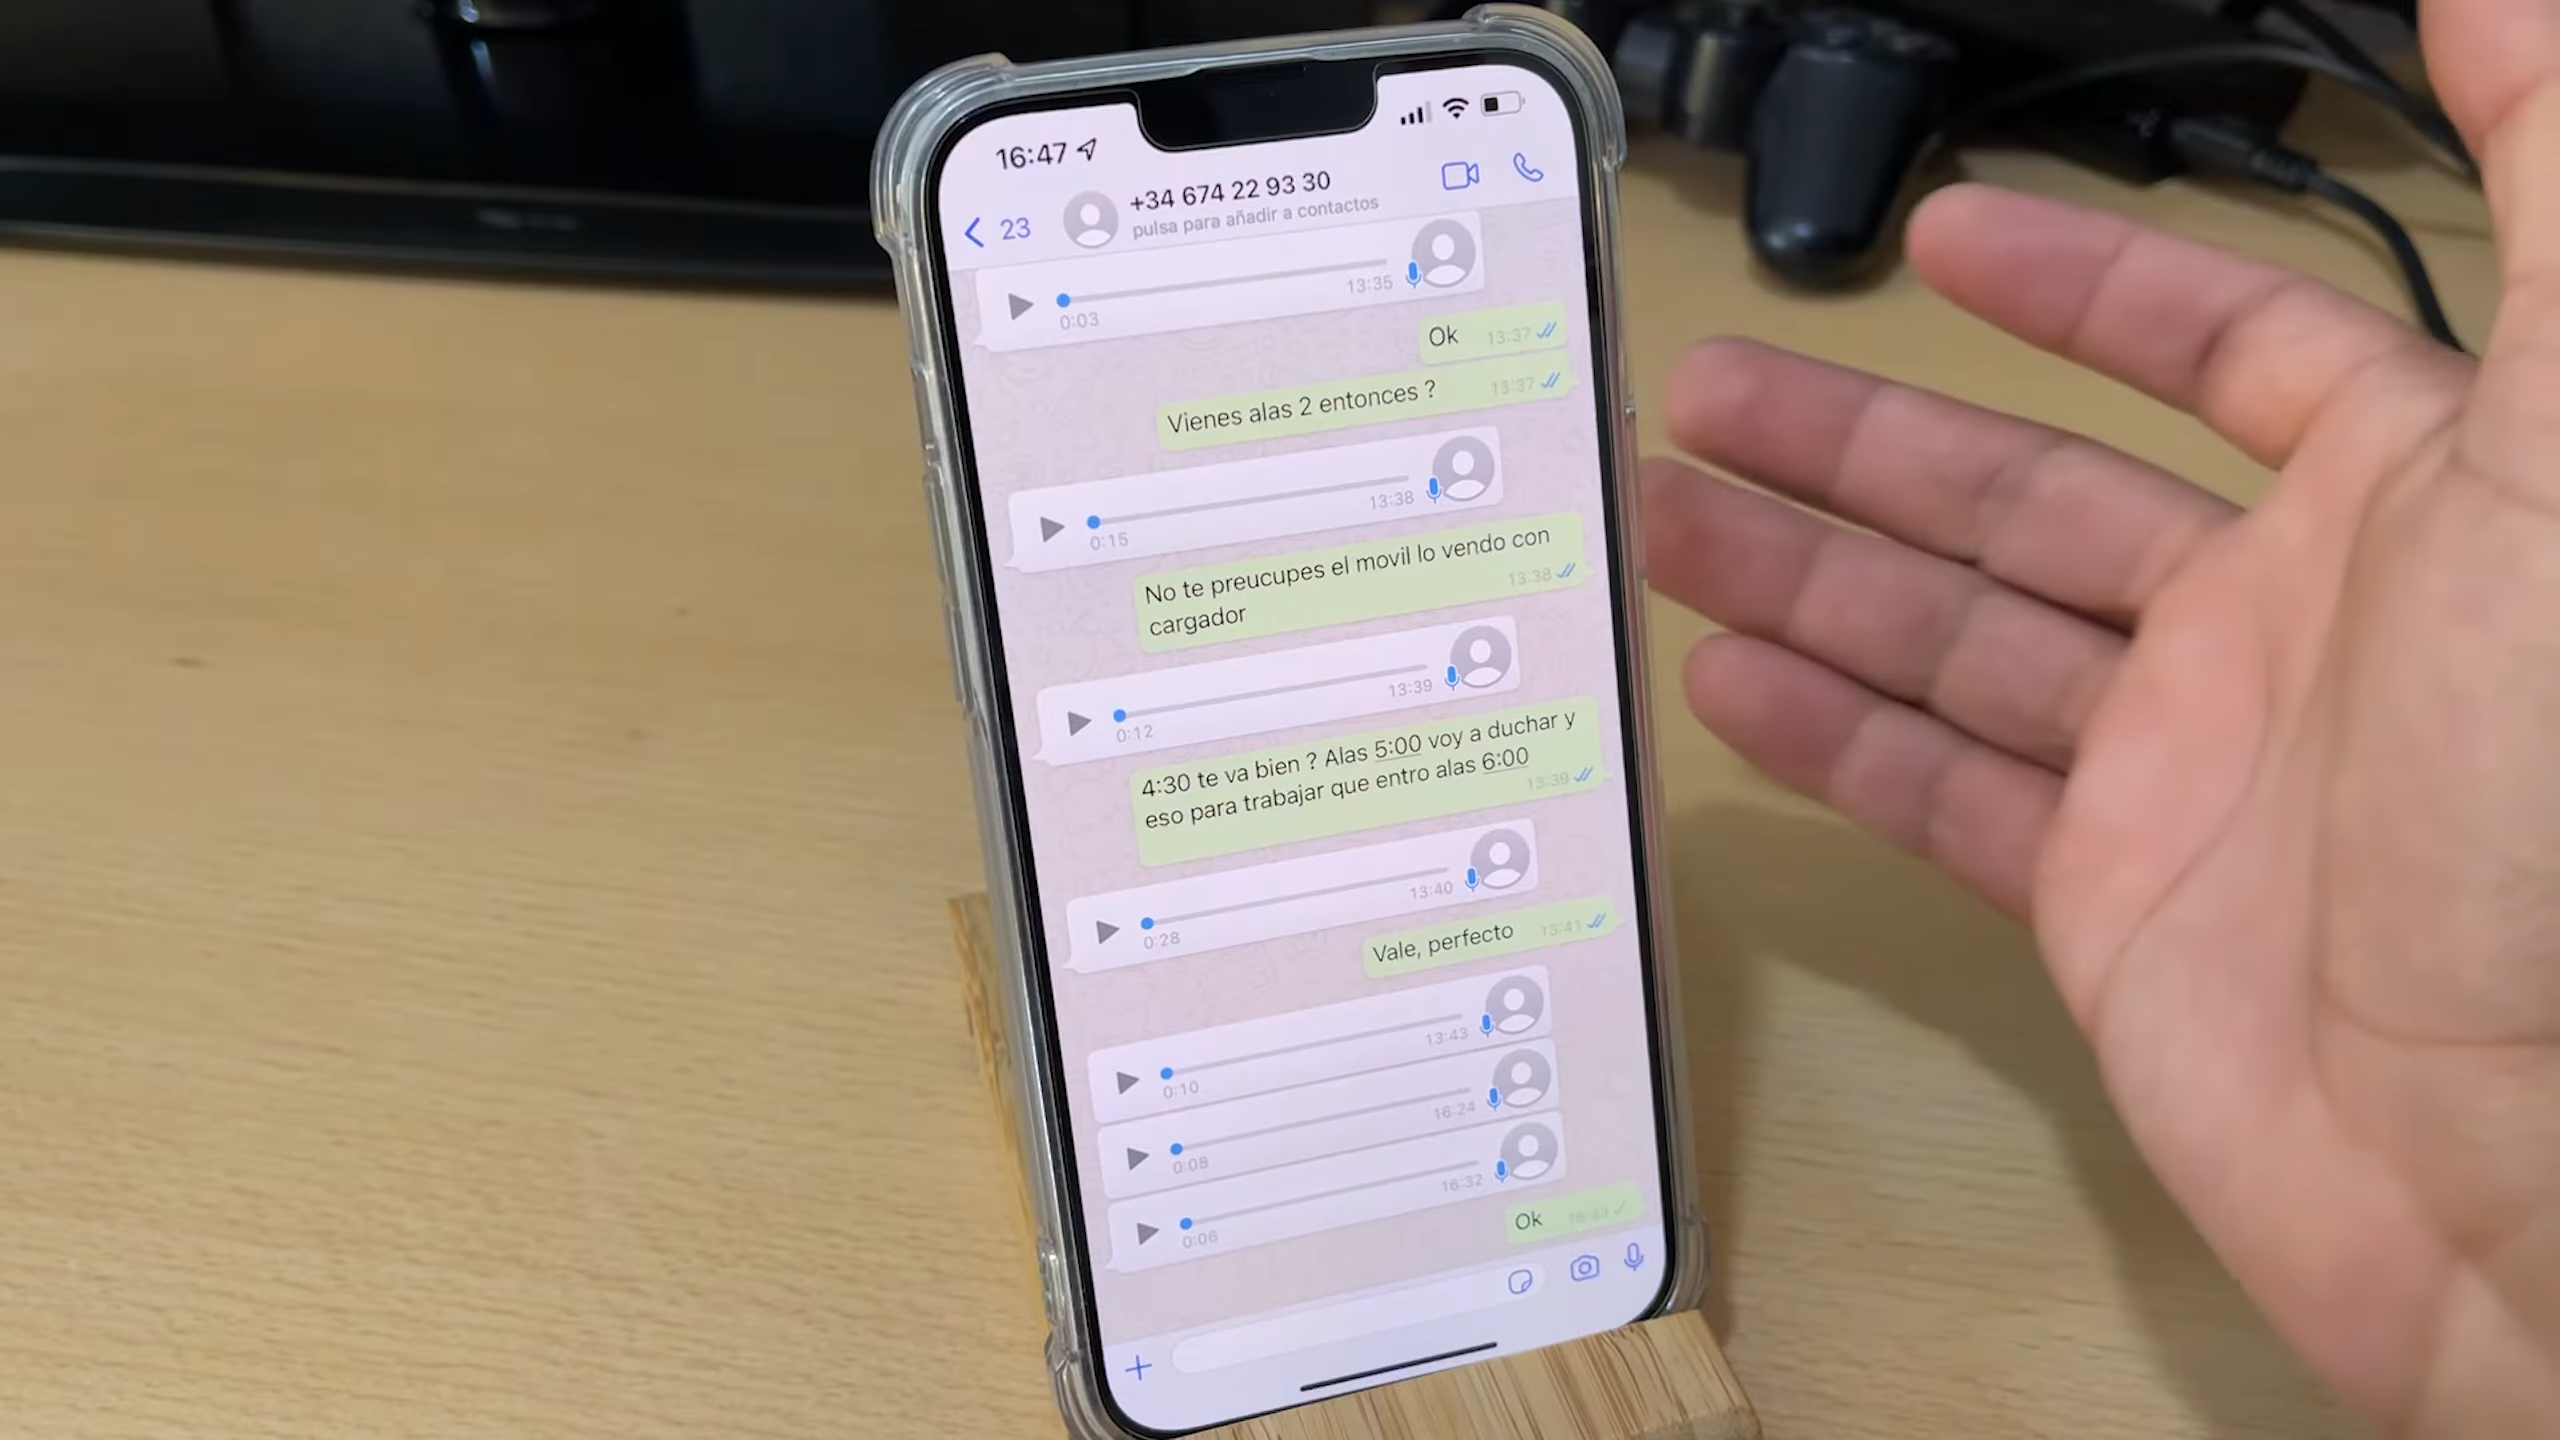 16:47
23
+34 674 22 93 30
pulsa para añadir a contactos
0:03
13:35
Ok 13:37
Vienes alas 2 entonces ? 13:37
0:15
13:38
No te preucupes el movil lo vendo con
cargador
13:38
0:12
13:39
4:30 te va bien ? Alas 5:00 voy a duchar y
eso para trabajar que entro alas 6:00
13:39
0:28
13:40
Vale, perfecto 13:41
0:10
13:43
0:08
16:24
0:06
16:32
Ok